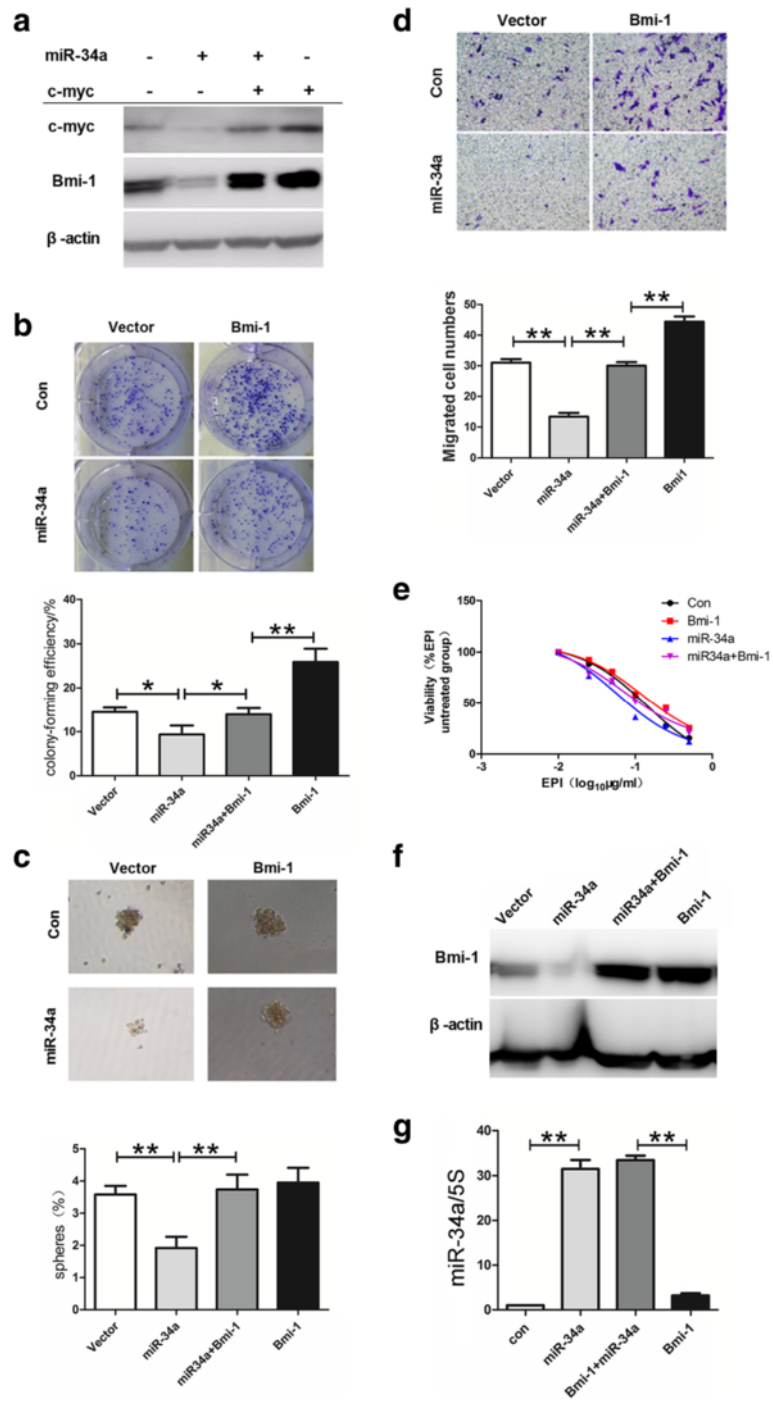 a
miR-34a - + + -
c-myc - - + +
c-myc
Bmi-1
β-actin
b
Vector Bmi-1
Con
miR-34a
colony-forming efficiency/%
40
30
20
10
0
* * **
Vector miR-34a miR34a+Bmi-1 Bmi-1
c
Vector Bmi-1
Con
miR-34a
spheres（%）
5
4
3
2
1
0
** **
Vector miR-34a miR34a+Bmi-1 Bmi-1
d
Vector Bmi-1
Con
miR-34a
Migrated cell numbers
50
40
30
20
10
0
** ** **
Vector miR-34a miR-34a+Bmi-1 Bmi1
e
Viability（%EPI
untreated group）
150
100
50
0
-3 -2 -1 0
EPI（log10μg/ml）
Con
Bmi-1
miR-34a
miR34a+Bmi-1
f
Vector miR-34a miR34a+Bmi-1 Bmi-1
Bmi-1
β-actin
g
miR-34a/5S
40
30
20
10
0
** **
con miR-34a Bmi-1+miR-34a Bmi-1